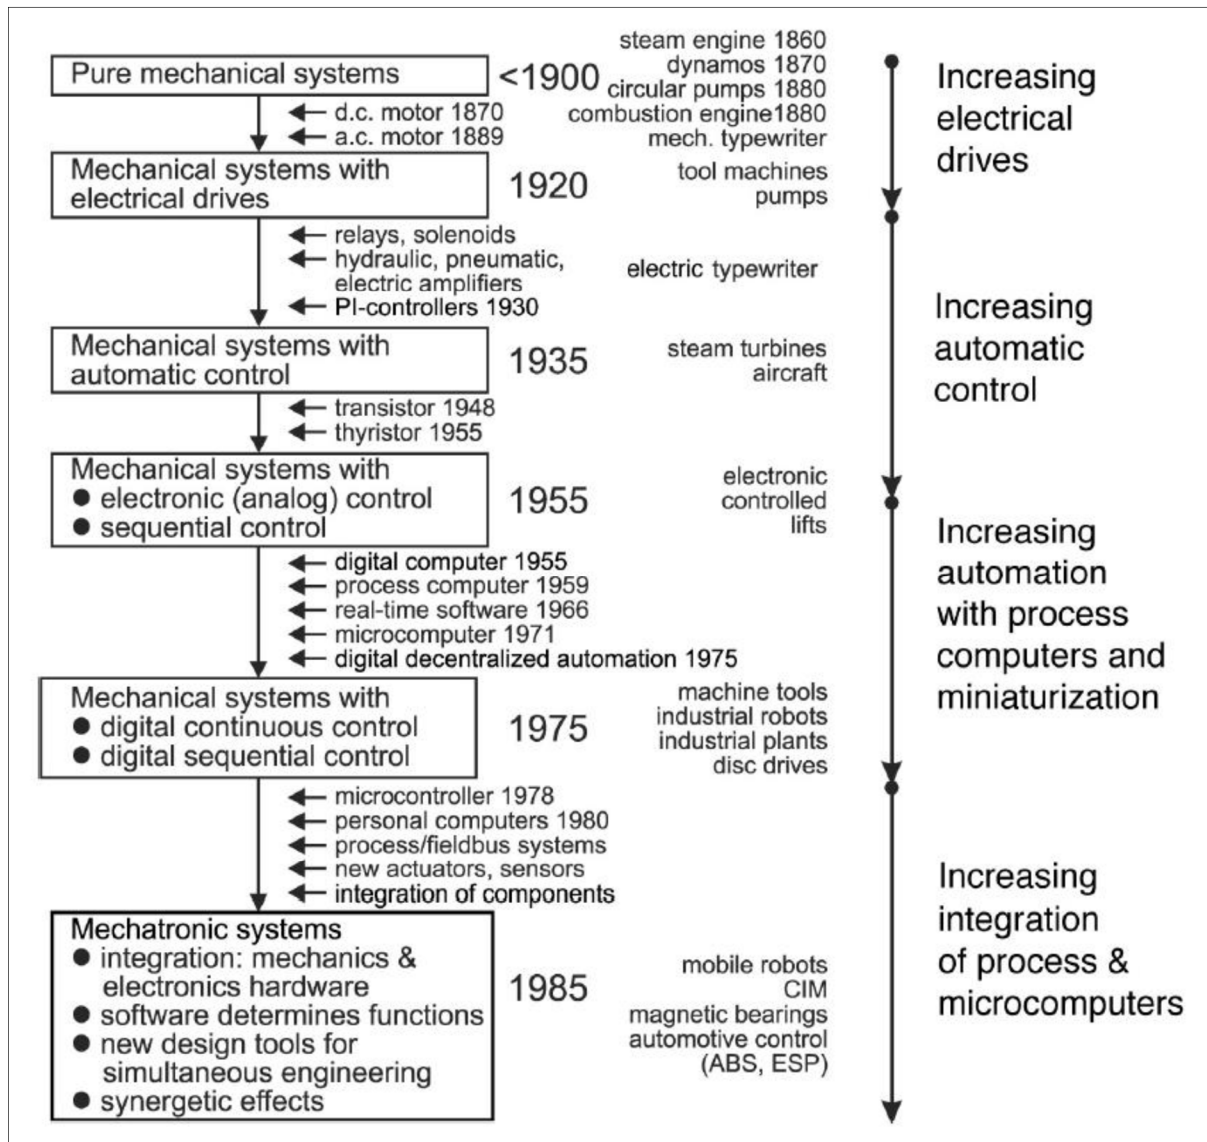 Pure mechanical systems
<1900
steam engine 1860
dynamos 1870
circular pumps 1880
combustion engine1880
mech. typewriter
Increasing
electrical
drives
d.c. motor 1870
a.c. motor 1889
Mechanical systems with
electrical drives
1920
tool machines
pumps
relays, solenoids
hydraulic, pneumatic,
electric amplifiers
PI-controllers 1930
electric typewriter
Increasing
automatic
control
Mechanical systems with
automatic control
1935
steam turbines
aircraft
transistor 1948
thyristor 1955
Mechanical systems with
● electronic (analog) control
● sequential control
1955
electronic
controlled
lifts
Increasing
automation
with process
computers and
miniaturization
digital computer 1955
process computer 1959
real-time software 1966
microcomputer 1971
digital decentralized automation 1975
Mechanical systems with
● digital continuous control
● digital sequential control
1975
machine tools
industrial robots
industrial plants
disc drives
microcontroller 1978
personal computers 1980
process/fieldbus systems
new actuators, sensors
integration of components
Increasing
integration
of process &
microcomputers
Mechatronic systems
● integration: mechanics &
electronics hardware
● software determines functions
● new design tools for
simultaneous engineering
● synergetic effects
1985
mobile robots
CIM
magnetic bearings
automotive control
(ABS, ESP)